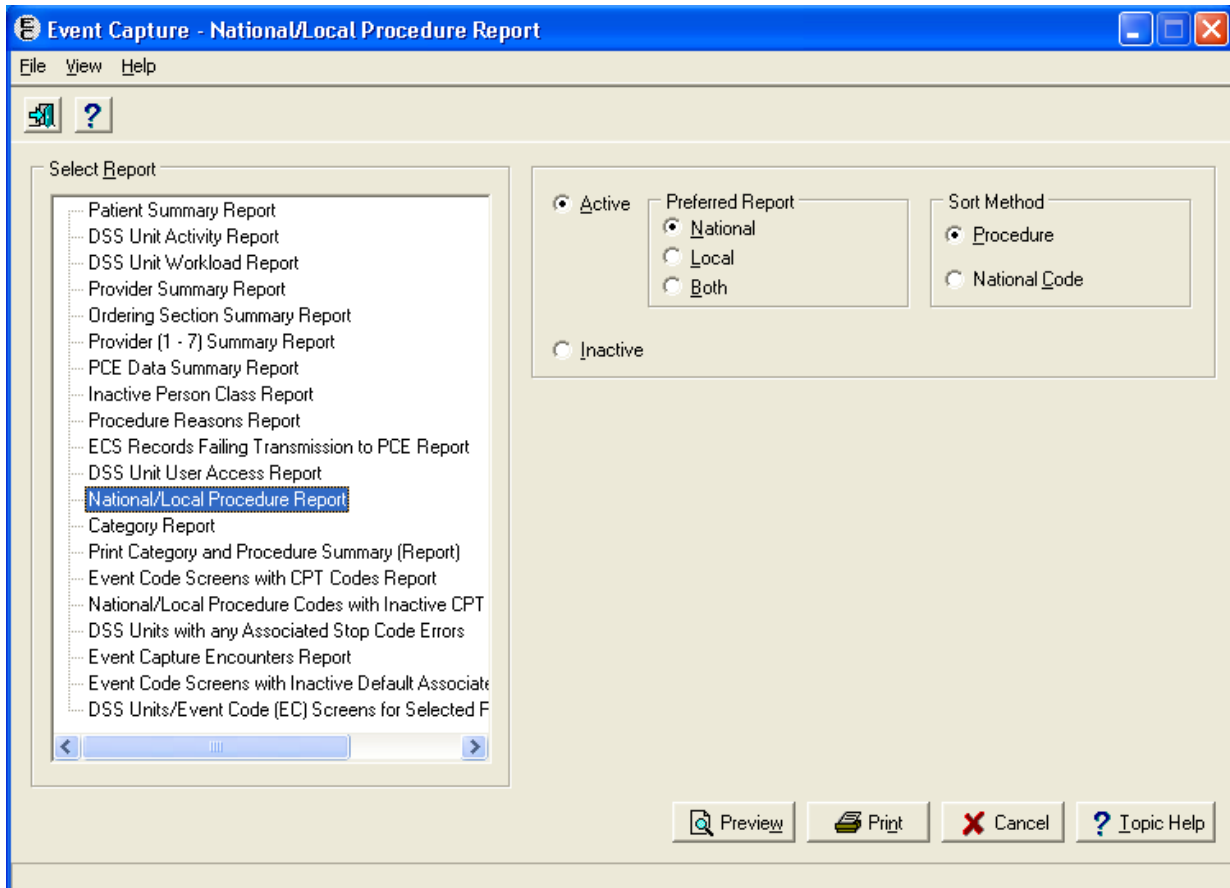 Event Capture - National/Local Procedure Report
File View Help
Select Report
Patient Summary Report
DSS Unit Activity Report
DSS Unit Workload Report
Provider Summary Report
Ordering Section Summary Report
Provider (1 - 7) Summary Report
PCE Data Summary Report
Inactive Person Class Report
Procedure Reasons Report
ECS Records Failing Transmission to PCE Report
DSS Unit User Access Report
National/Local Procedure Report
Category Report
Print Category and Procedure Summary (Report)
Event Code Screens with CPT Codes Report
National/Local Procedure Codes with Inactive CPT
DSS Units with any Associated Stop Code Errors
Event Capture Encounters Report
Event Code Screens with Inactive Default Associate
DSS Units/Event Code (EC) Screens for Selected F
Active
Preferred Report
National
Local
Both
Sort Method
Procedure
National Code
Inactive
Preview Print Cancel ? Topic Help